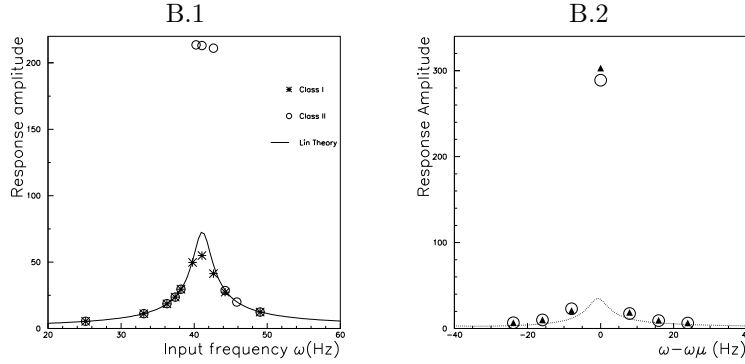 B.1
Response amplitude
200
150
100
50
0
20 30 40 50 60
Input frequency ω(Hz)
Class I
Class II
Lin Theory
B.2
Response Amplitude
300
200
100
0
−40 −20 0 20 40
ω−ωμ (Hz)